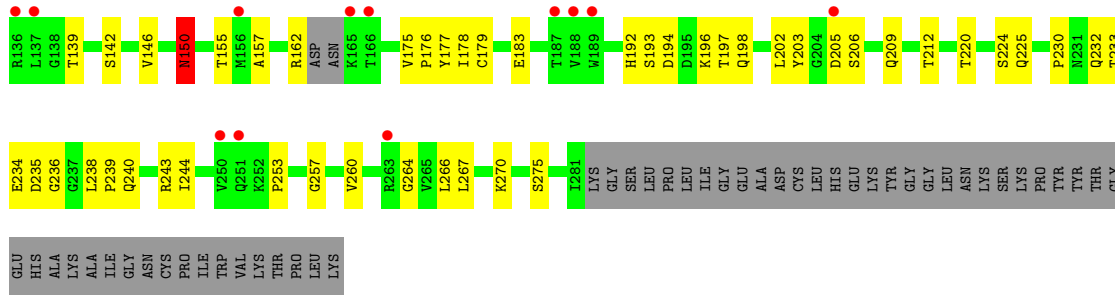 R136 L137 G138 T139 S142 V146 N150 T155 M156 A157 R162 ASP ASN K165 T166 V175 P176 Y177 I178 C179 E183 T187 V188 W189 H192 S193 D194 D195 K196 T197 Q198 L202 Y203 G204 D205 S206 Q209 T212 T220 S224 Q225 P230 N231 Q232 T233
E234 D235 G236 G237 L238 P239 Q240 R243 I244 V250 Q251 K252 P253 G257 V260 R263 G264 V265 L266 L267 K270 S275 I281 LYS GLY SER LEU PRO LEU ILE GLY GLU ALA ASP CYS LEU HIS GLU LYS TYR GLY GLY LEU ASN LYS SER LYS PRO TYR TYR THR GLY
GLU HIS ALA LYS ALA ILE GLY ASN CYS PRO ILE TRP VAL LYS THR PRO LEU LYS